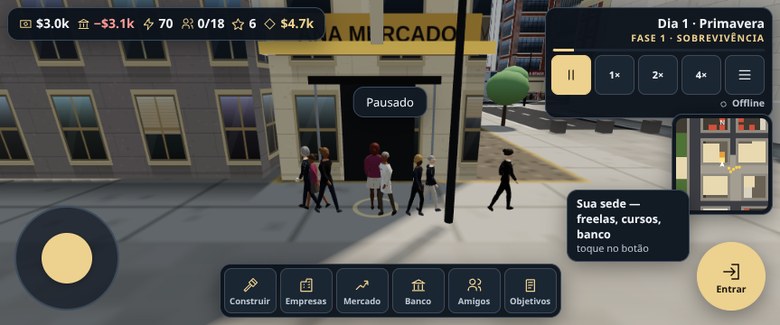 $3.0k −$3.1k 70 0/18 6 $4.7k
A MERCADO
Dia 1 · Primavera
FASE 1 · SOBREVIVÊNCIA
1× 2× 4×
Offline
Pausado
N
Sua sede —
freelas, cursos,
banco
toque no botão
Entrar
Construir Empresas Mercado Banco Amigos Objetivos